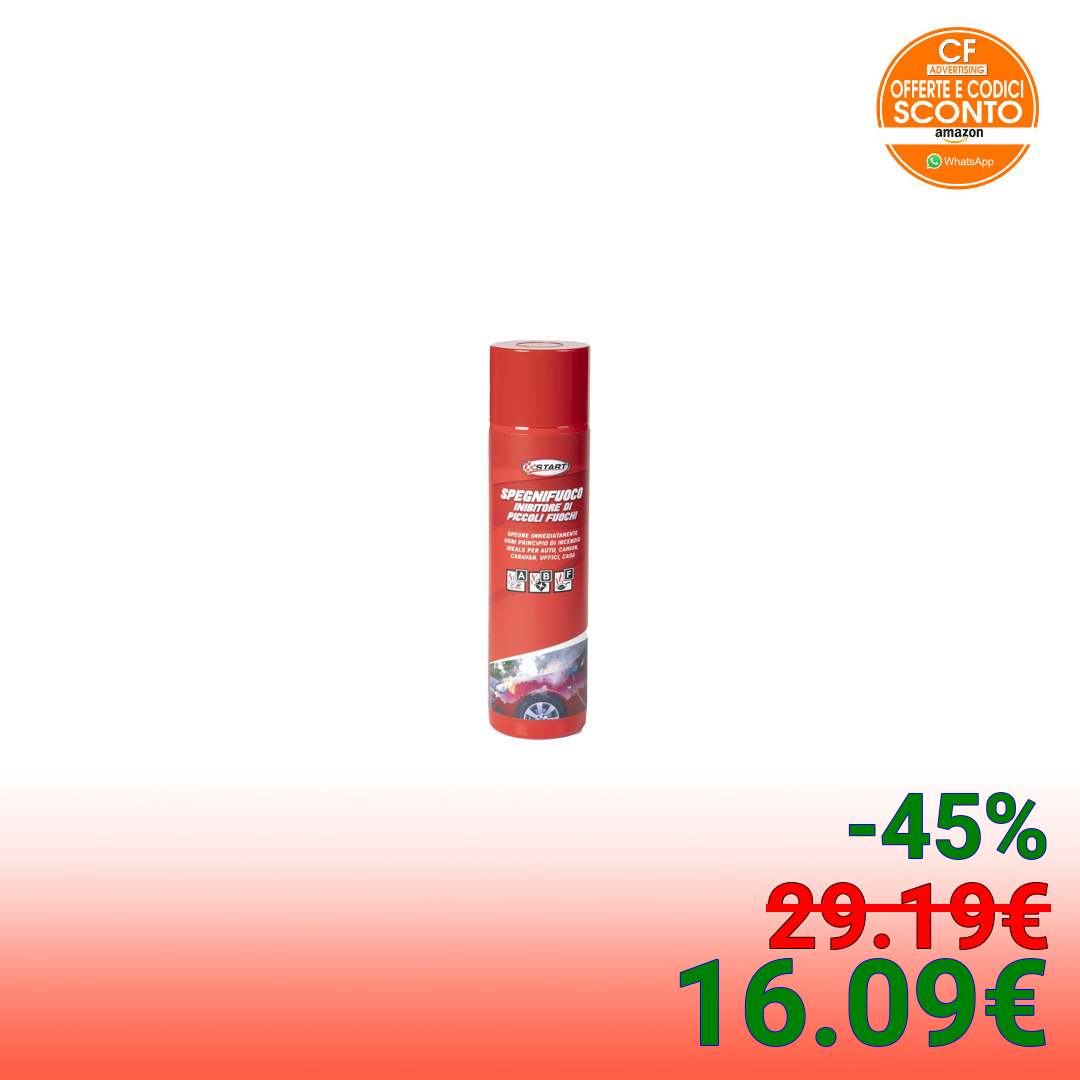 CF
ADVERTISING
OFFERTE E CODICI
SCONTO
amazon
WhatsApp
START
SPEGNIFUOCO
INIBITORE DI
PICCOLI FUOCHI
SPEGNE IMMEDIATAMENTE
OGNI PRINCIPIO DI INCENDIO
IDEALE PER AUTO, CAMION,
CARAVAN, UFFICI, CASA
A B F
-45%
29.19€
16.09€